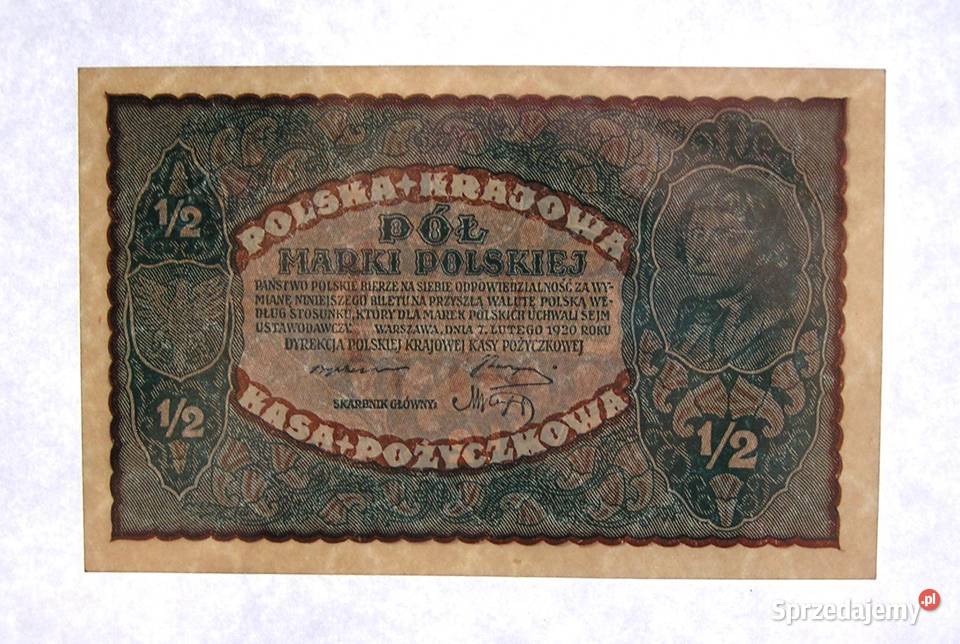 POLSKA + KRAJOWA
PÓŁ
MARKI POLSKIEJ
PAŃSTWO POLSKIE BIERZE NA SIEBIE ODPOWIEDZIALNOŚĆ ZA WY-
MIANĘ NINIEJSZEGO BILETU NA PRZYSZŁĄ WALUTĘ POLSKĄ WE-
DŁUG STOSUNKU, KTÓRY DLA MAREK POLSKICH UCHWALI SEJM
USTAWODAWCZY. WARSZAWA, DNIA 7. LUTEGO 1920 ROKU
DYREKCJA POLSKIEJ KRAJOWEJ KASY POŻYCZKOWEJ
SKARBNIK GŁÓWNY:
KASA + POŻYCZKOWA
1/2
1/2
1/2
Sprzedajemy.pl